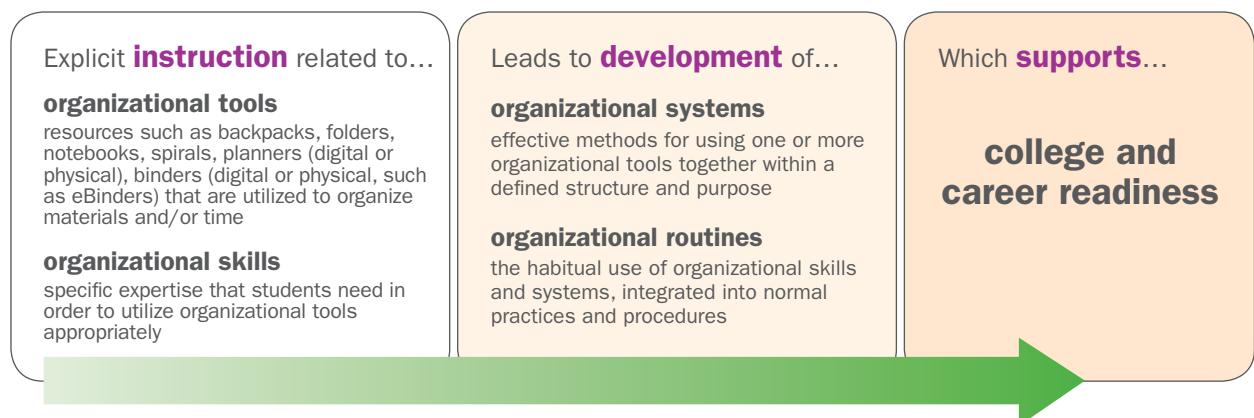 Explicit instruction related to…
organizational tools
resources such as backpacks, folders,
notebooks, spirals, planners (digital or
physical), binders (digital or physical, such
as eBinders) that are utilized to organize
materials and/or time
organizational skills
specific expertise that students need in
order to utilize organizational tools
appropriately
Leads to development of…
organizational systems
effective methods for using one or more
organizational tools together within a
defined structure and purpose
organizational routines
the habitual use of organizational skills
and systems, integrated into normal
practices and procedures
Which supports…
college and
career readiness